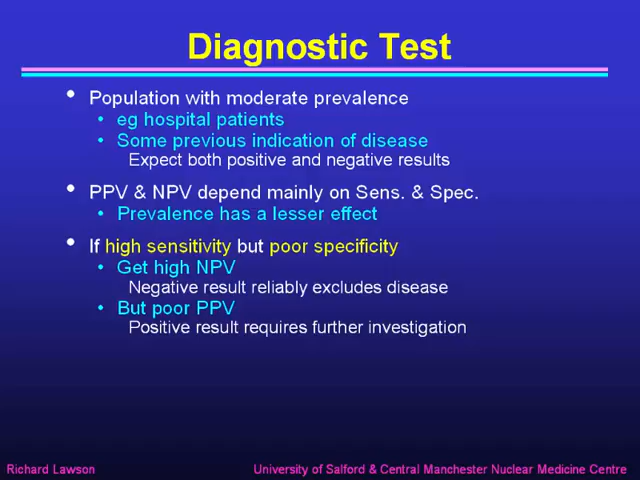 Diagnostic Test
• Population with moderate prevalence
• eg hospital patients
• Some previous indication of disease
Expect both positive and negative results
• PPV & NPV depend mainly on Sens. & Spec.
• Prevalence has a lesser effect
• If high sensitivity but poor specificity
• Get high NPV
Negative result reliably excludes disease
• But poor PPV
Positive result requires further investigation
Richard Lawson
University of Salford & Central Manchester Nuclear Medicine Centre